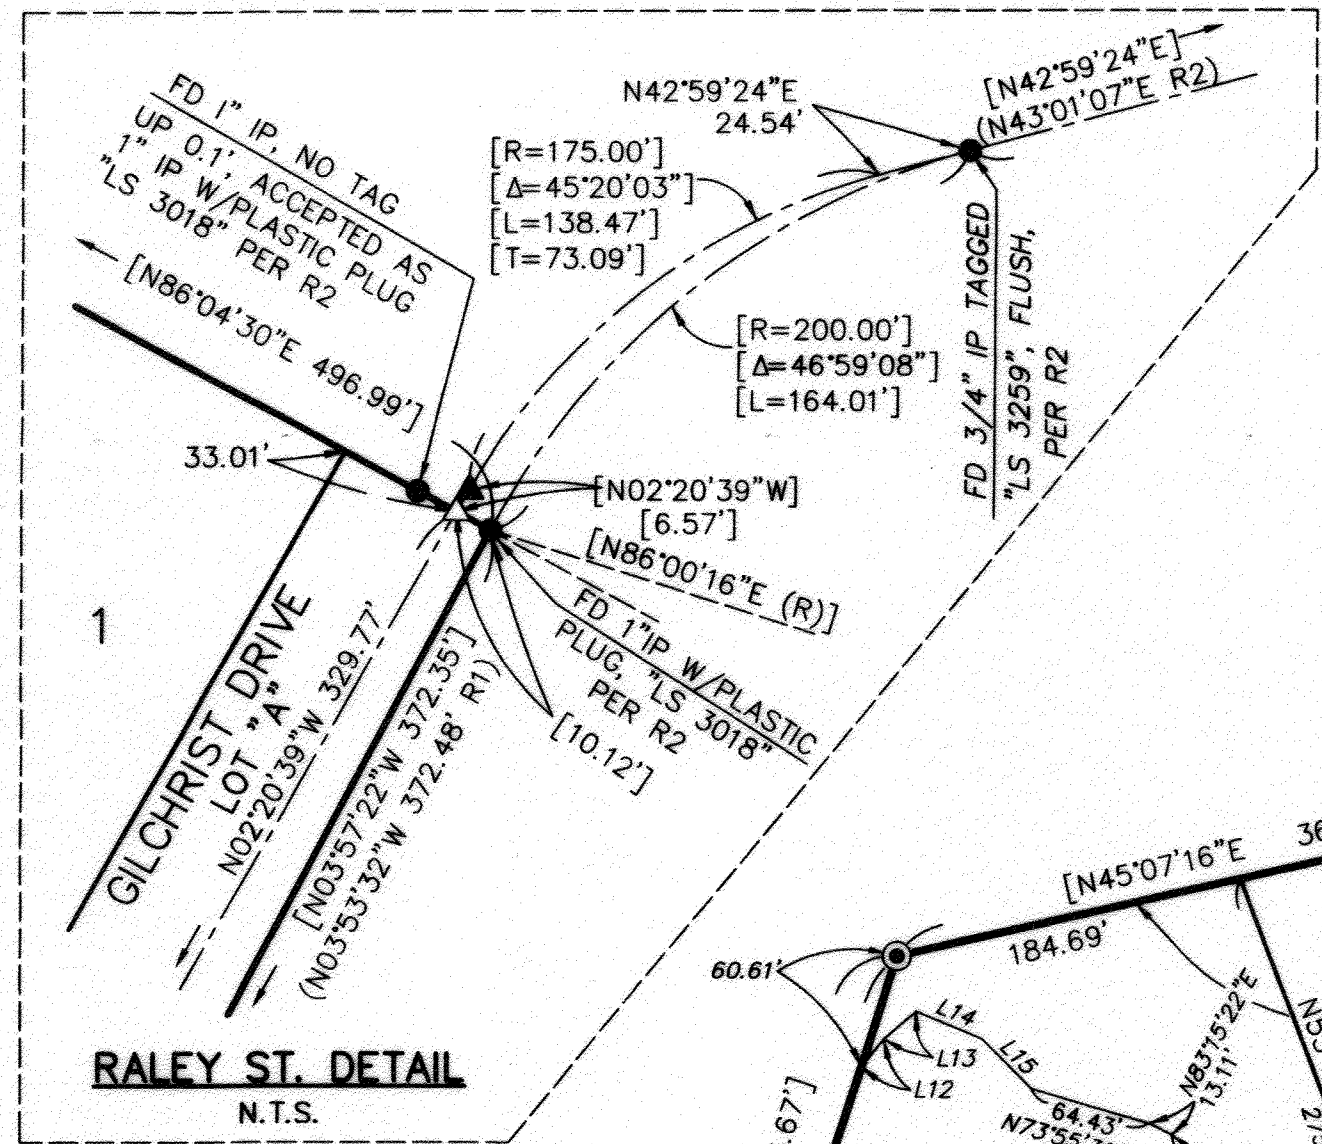 FD 1" IP, NO TAG
UP 0.1', ACCEPTED AS
1" IP W/PLASTIC PLUG
"LS 3018" PER R2
[N86°04'30"E 496.99']
33.01'
[R=175.00']
[Δ=45°20'03"]
[L=138.47']
[T=73.09']
N42°59'24"E
24.54'
[N42°59'24"E]
(N43°01'07"E R2)
[R=200.00']
[Δ=46°59'08"]
[L=164.01']
FD 3/4" IP TAGGED
"LS 3259", FLUSH,
PER R2
[N02°20'39"W]
[6.57']
[N86°00'16"E (R)]
FD 1"IP W/PLASTIC
PLUG, "LS 3018"
PER R2
[10.12']
1
GILCHRIST DRIVE
LOT "A"
N02°20'39"W 329.77'
[N03°57'22"W 372.35']
(N03°53'32"W 372.48' R1)
RALEY ST. DETAIL
N.T.S.
[N45°07'16"E
184.69'
60.61'
L14
L13
L12
L15
N83°15'22"E
13.11'
64.43'
.67']